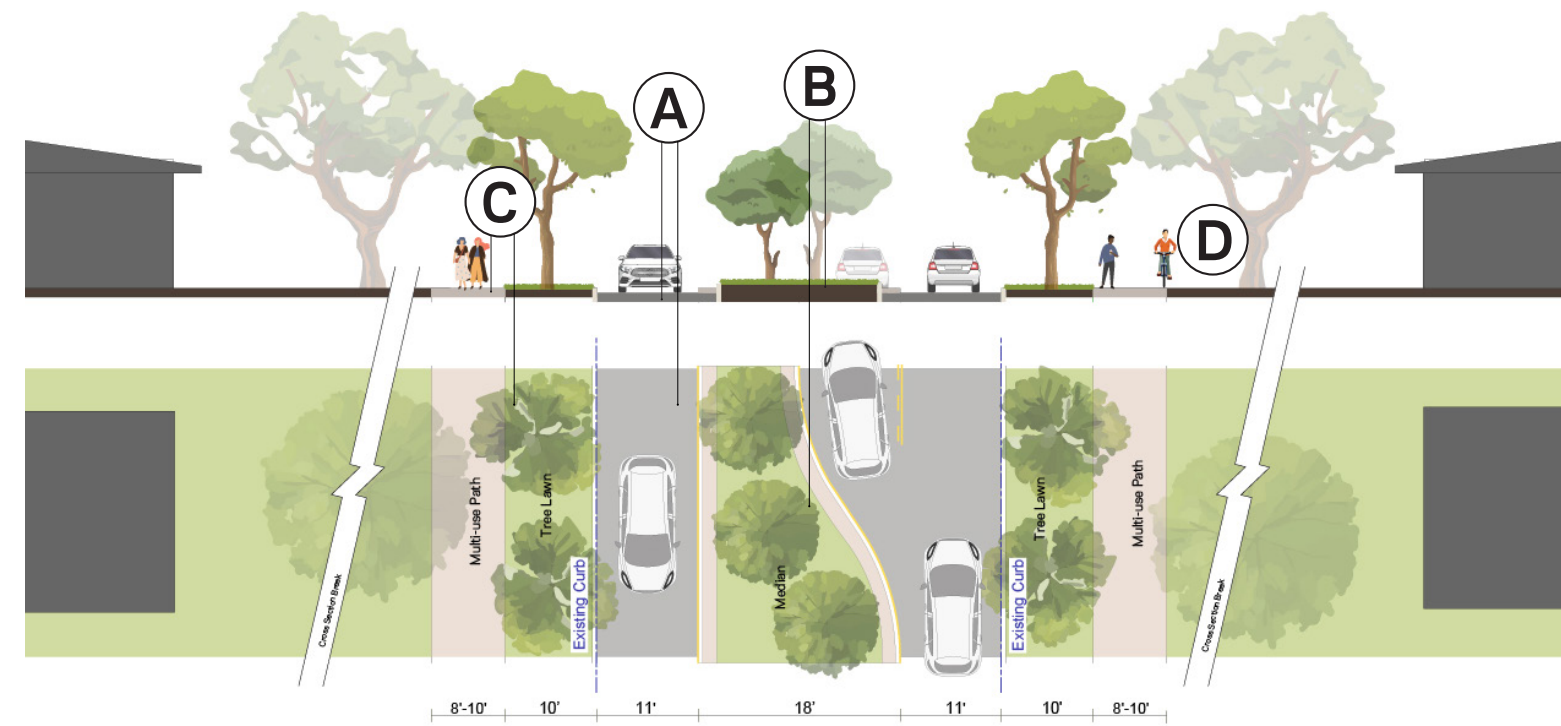 A
B
C
D
Multi-use Path
Tree Lawn
Existing Curb
Median
Existing Curb
Tree Lawn
Multi-use Path
Cross Section Break
Cross Section Break
8'-10'
10'
11'
18'
11'
10'
8'-10'